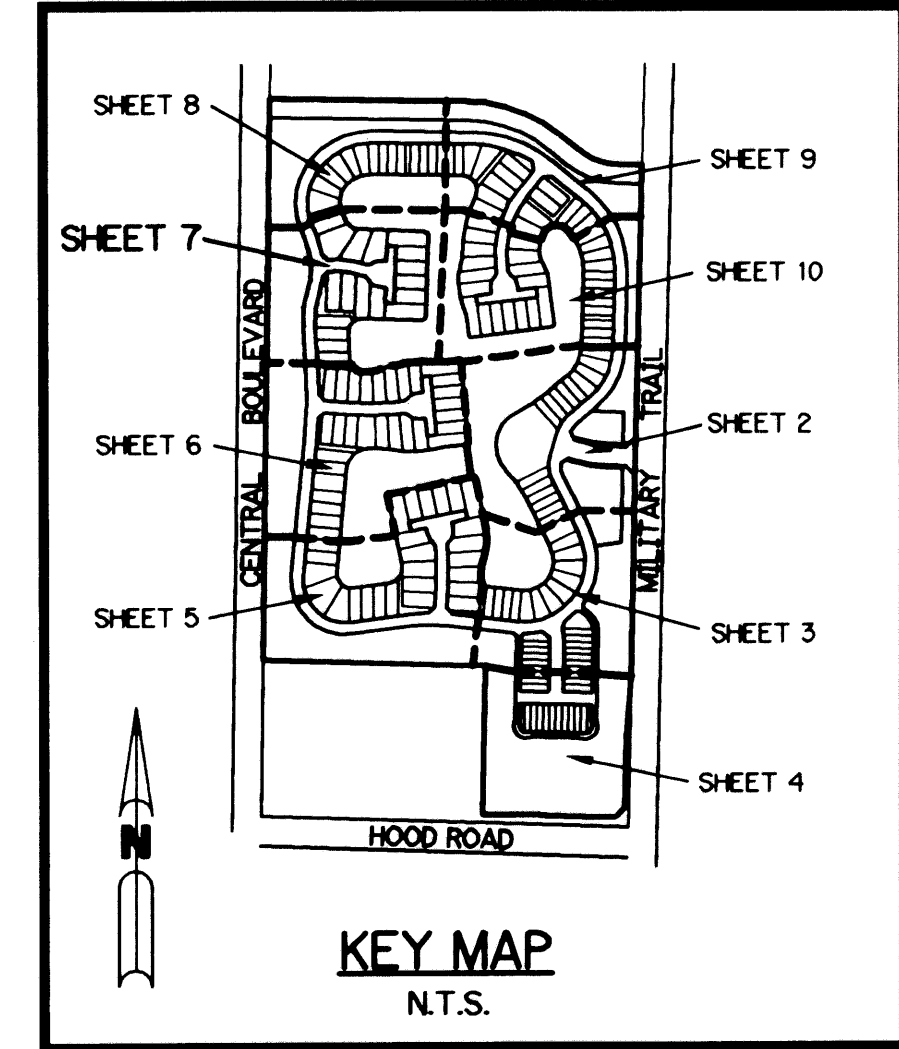 SHEET 8
SHEET 9
SHEET 7
SHEET 10
CENTRAL BOULEVARD
MILITARY TRAIL
SHEET 2
SHEET 6
SHEET 5
SHEET 3
SHEET 4
HOOD ROAD
N
KEY MAP
N.T.S.